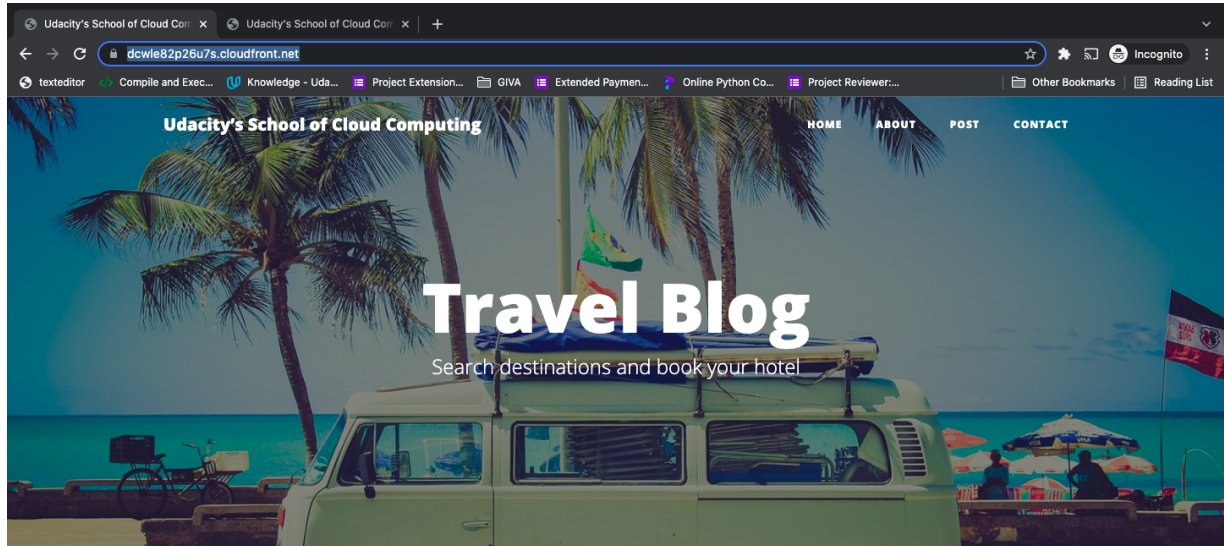 Udacity's School of Cloud Com
Udacity's School of Cloud Com
dcwle82p26u7s.cloudfront.net
Incognito
texteditor
Compile and Exec...
Knowledge - Uda...
Project Extension...
GIVA
Extended Paymen...
Online Python Co...
Project Reviewer:...
Other Bookmarks
Reading List
Udacity's School of Cloud Computing
HOME ABOUT POST CONTACT
Travel Blog
Search destinations and book your hotel
VISA
VISA